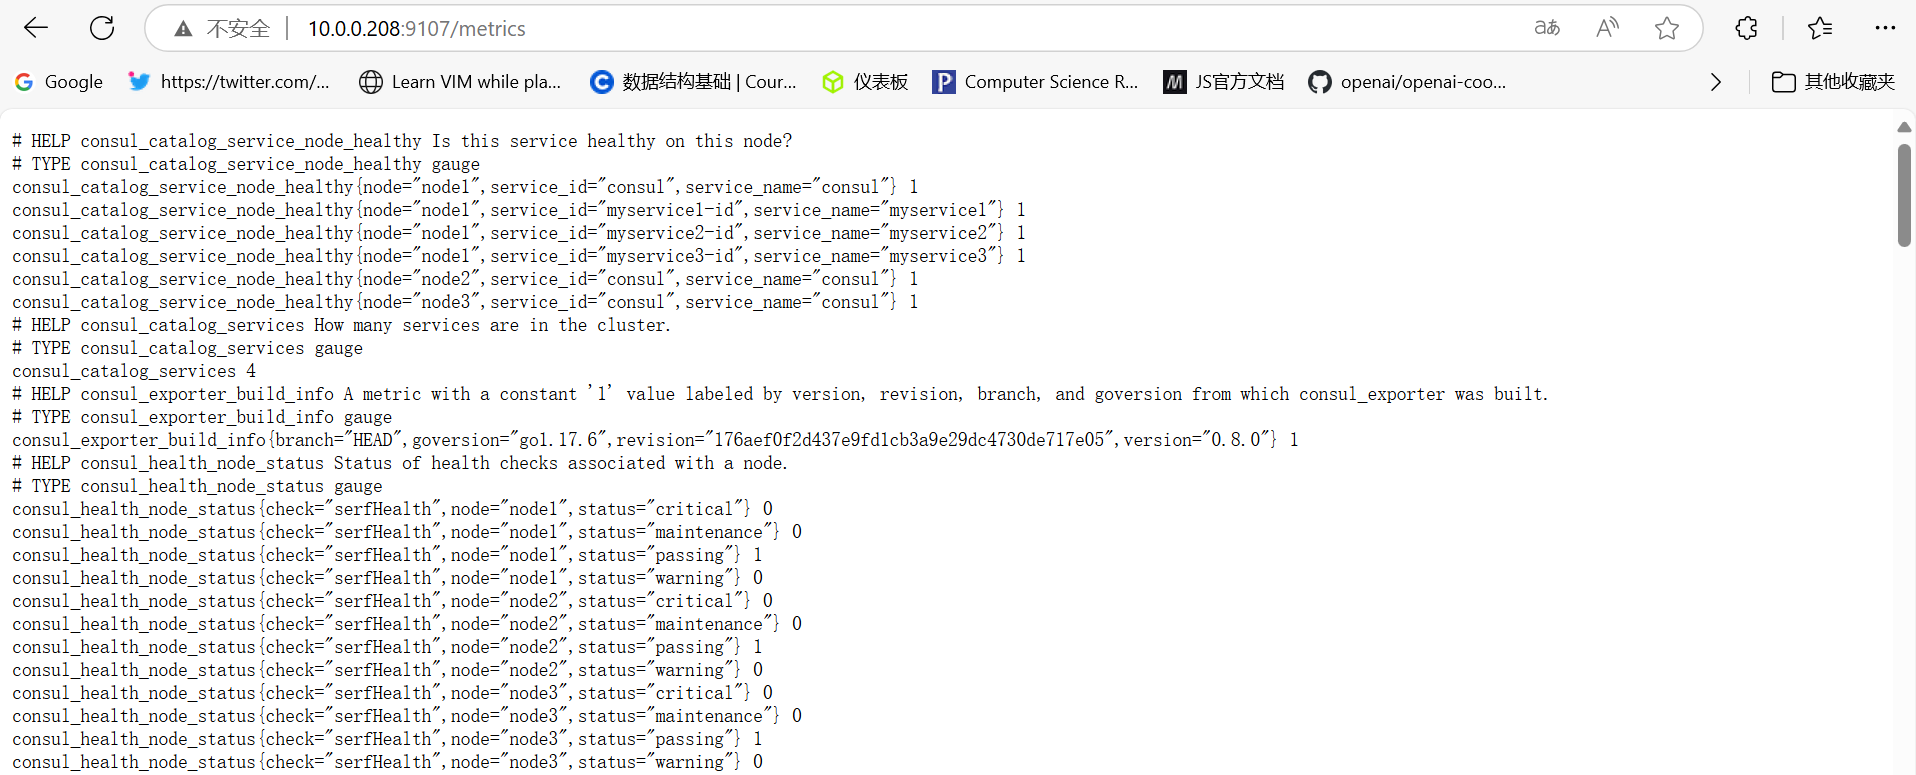 不安全 10.0.0.208:9107/metrics
Google https://twitter.com/... Learn VIM while pla... 数据结构基础 | Cour... 仪表板 Computer Science R... JS官方文档 openai/openai-coo... 其他收藏夹
# HELP consul_catalog_service_node_healthy Is this service healthy on this node?
# TYPE consul_catalog_service_node_healthy gauge
consul_catalog_service_node_healthy{node="node1",service_id="consul",service_name="consul"} 1
consul_catalog_service_node_healthy{node="node1",service_id="myservice1-id",service_name="myservice1"} 1
consul_catalog_service_node_healthy{node="node1",service_id="myservice2-id",service_name="myservice2"} 1
consul_catalog_service_node_healthy{node="node1",service_id="myservice3-id",service_name="myservice3"} 1
consul_catalog_service_node_healthy{node="node2",service_id="consul",service_name="consul"} 1
consul_catalog_service_node_healthy{node="node3",service_id="consul",service_name="consul"} 1
# HELP consul_catalog_services How many services are in the cluster.
# TYPE consul_catalog_services gauge
consul_catalog_services 4
# HELP consul_exporter_build_info A metric with a constant '1' value labeled by version, revision, branch, and goversion from which consul_exporter was built.
# TYPE consul_exporter_build_info gauge
consul_exporter_build_info{branch="HEAD",goversion="go1.17.6",revision="176aef0f2d437e9fd1cb3a9e29dc4730de717e05",version="0.8.0"} 1
# HELP consul_health_node_status Status of health checks associated with a node.
# TYPE consul_health_node_status gauge
consul_health_node_status{check="serfHealth",node="node1",status="critical"} 0
consul_health_node_status{check="serfHealth",node="node1",status="maintenance"} 0
consul_health_node_status{check="serfHealth",node="node1",status="passing"} 1
consul_health_node_status{check="serfHealth",node="node1",status="warning"} 0
consul_health_node_status{check="serfHealth",node="node2",status="critical"} 0
consul_health_node_status{check="serfHealth",node="node2",status="maintenance"} 0
consul_health_node_status{check="serfHealth",node="node2",status="passing"} 1
consul_health_node_status{check="serfHealth",node="node2",status="warning"} 0
consul_health_node_status{check="serfHealth",node="node3",status="critical"} 0
consul_health_node_status{check="serfHealth",node="node3",status="maintenance"} 0
consul_health_node_status{check="serfHealth",node="node3",status="passing"} 1
consul_health_node_status{check="serfHealth",node="node3",status="warning"} 0